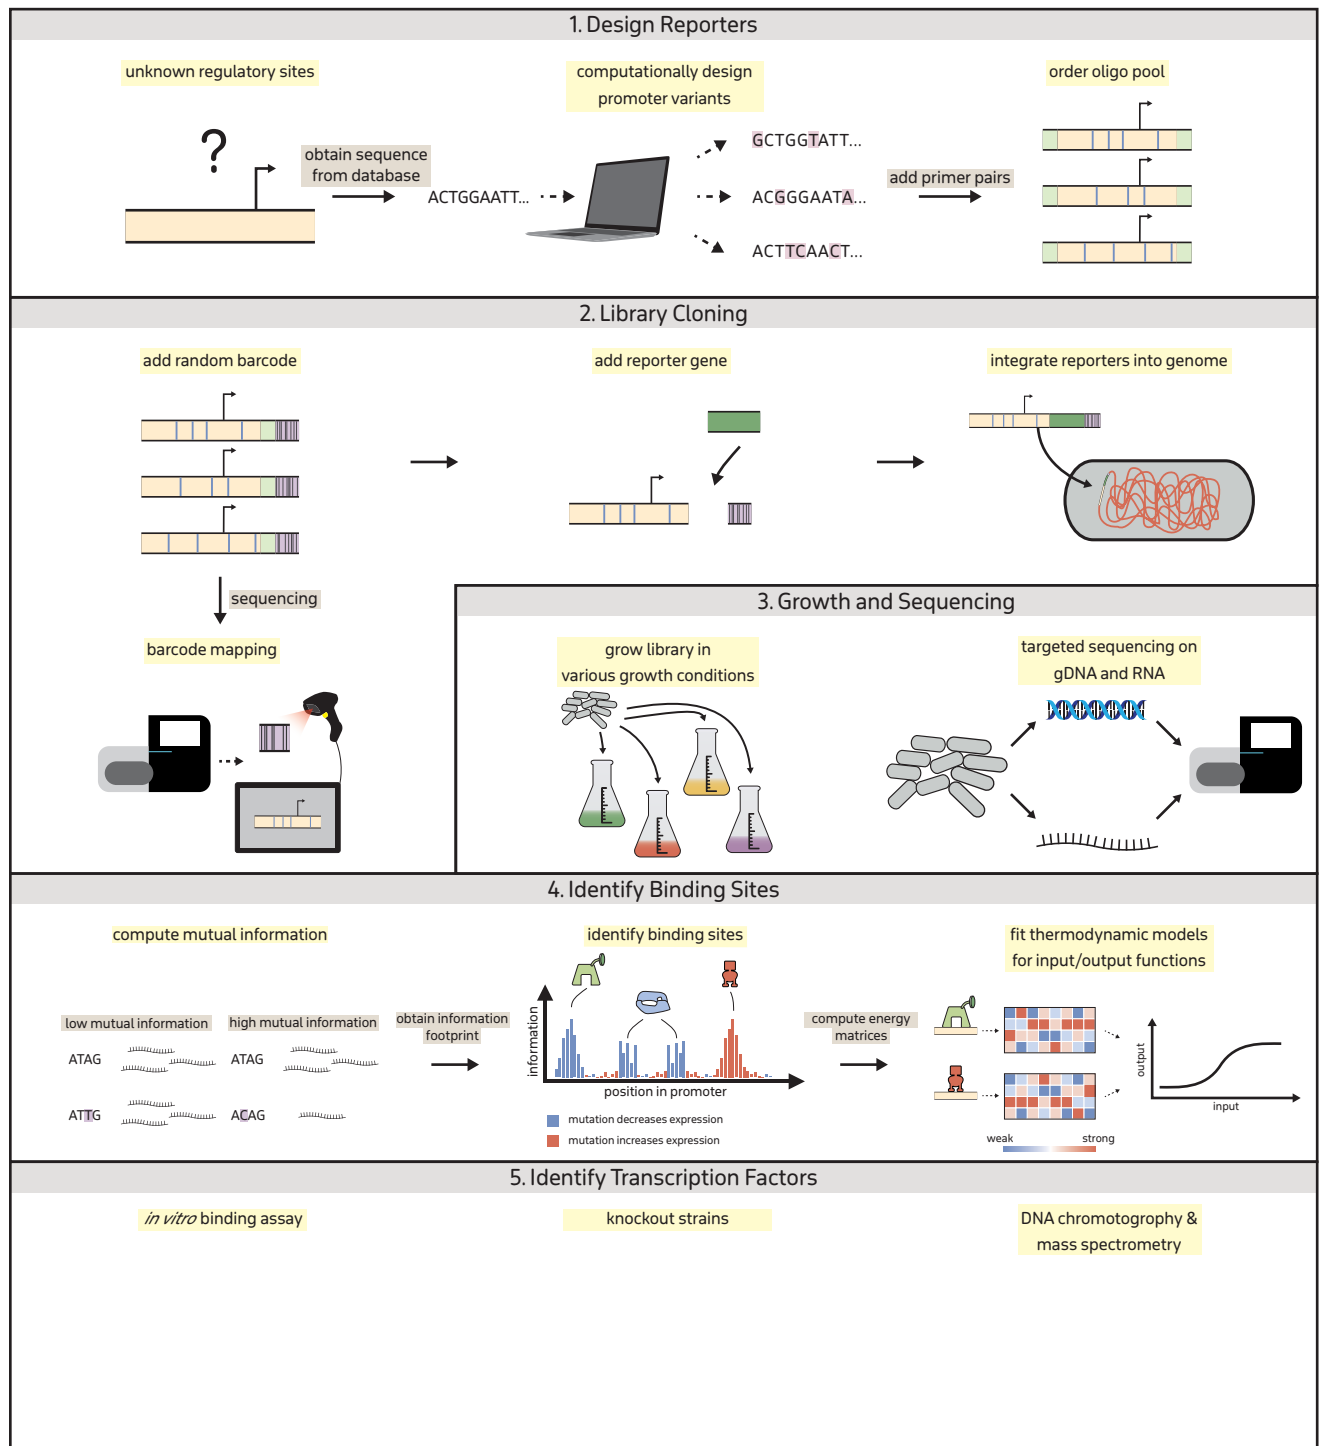 1. Design Reporters
unknown regulatory sites
?
obtain sequence
from database
ACTGGAATT...
computationally design
promoter variants
GCTGGTATT...
ACGGGAATA...
ACTTCAACT...
add primer pairs
order oligo pool
2. Library Cloning
add random barcode
add reporter gene
integrate reporters into genome
sequencing
barcode mapping
3. Growth and Sequencing
grow library in
various growth conditions
targeted sequencing on
gDNA and RNA
4. Identify Binding Sites
compute mutual information
low mutual information
high mutual information
ATAG
ATAG
ATTG
ACAG
obtain information
footprint
identify binding sites
information
position in promoter
mutation decreases expression
mutation increases expression
compute energy
matrices
fit thermodynamic models
for input/output functions
weak
strong
output
input
5. Identify Transcription Factors
in vitro binding assay
knockout strains
DNA chromotography &
mass spectrometry